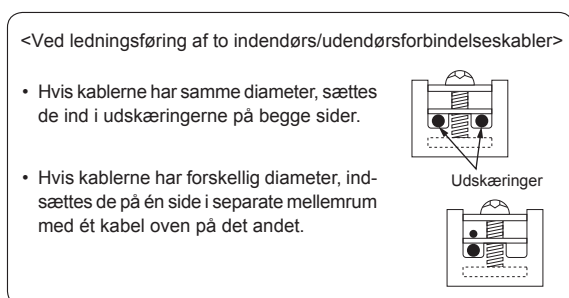 <Ved ledningsføring af to indendørs/udendørsforbindelseskabler>
• Hvis kablerne har samme diameter, sættes
de ind i udskæringerne på begge sider.
Udskæringer
• Hvis kablerne har forskellig diameter, ind-
sættes de på én side i separate mellemrum
med ét kabel oven på det andet.